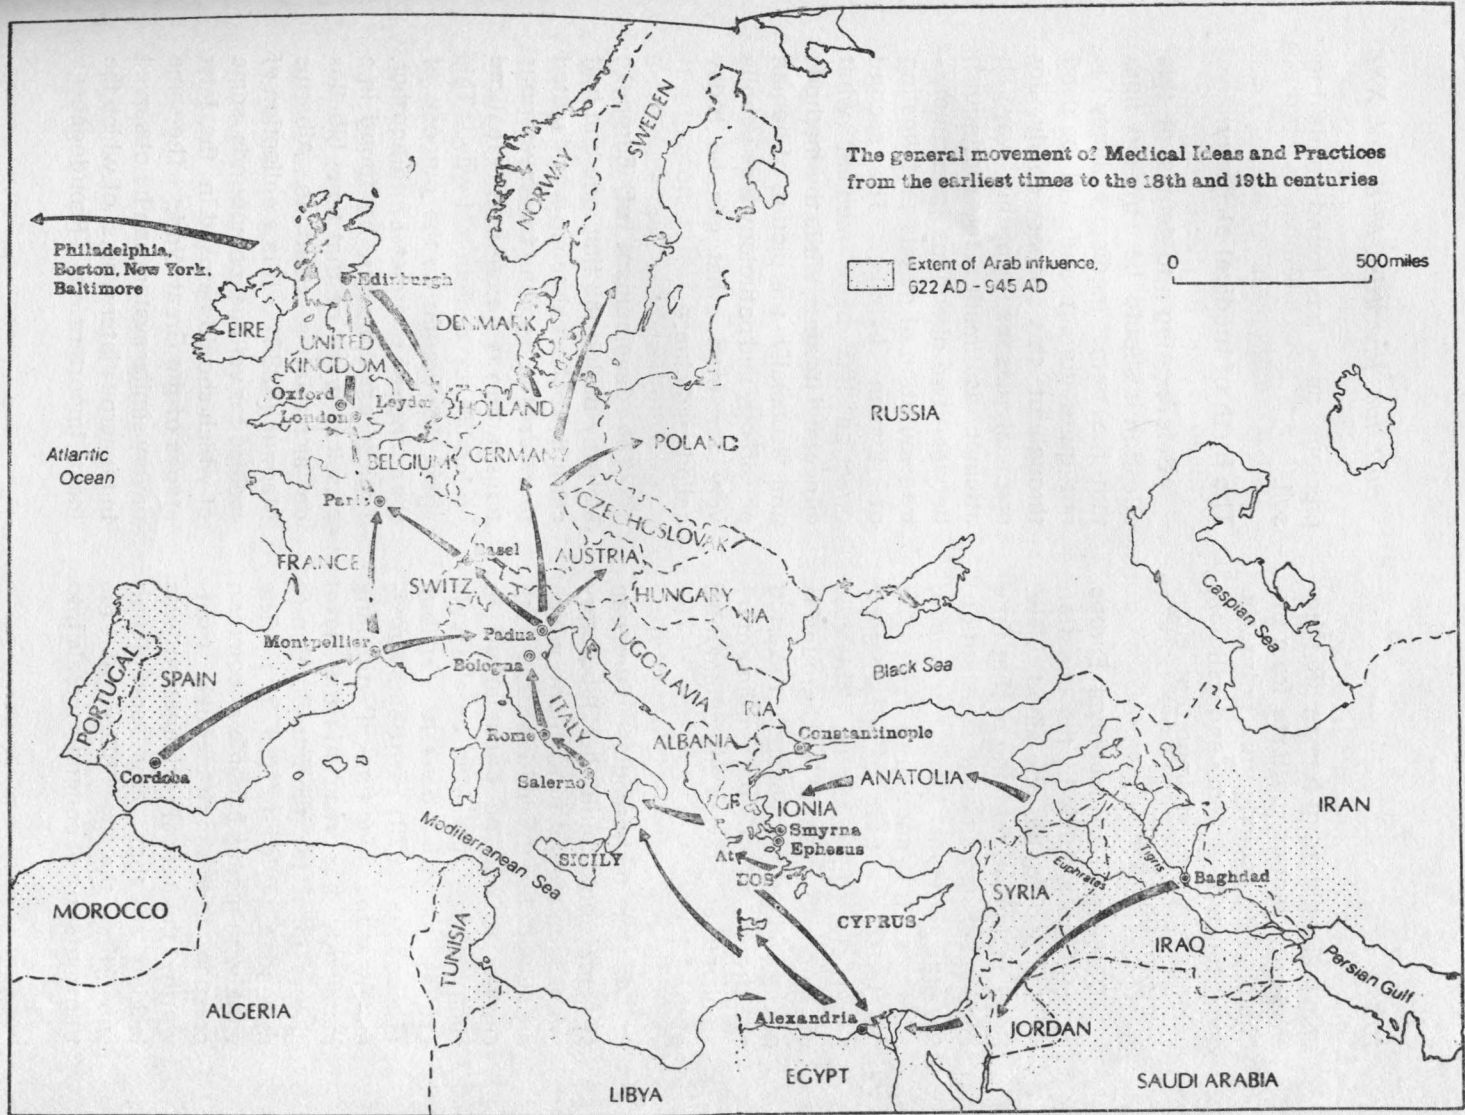 The general movement of Medical Ideas and Practices
from the earliest times to the 18th and 19th centuries
Extent of Arab influence,
622 AD - 945 AD
0 500 miles
NORWAY
SWEDEN
Philadelphia,
Boston, New York,
Baltimore
Edinburgh
EIRE
UNITED
KINGDOM
DENMARK
Oxford
London
HOLLAND
RUSSIA
Atlantic
Ocean
BELGIUM
GERMANY
POLAND
Paris
CZECHOSLOVAK
FRANCE
Basel
AUSTRIA
SWITZ
HUNGARY
NIA
Caspian Sea
Montpellier
Padua
Bologna
YUGOSLAVIA
Black Sea
PORTUGAL
SPAIN
ITALY
RIA
Rome
ALBANIA
Constantinople
Cordoba
Salerno
ANATOLIA
GR
IONIA
IRAN
Mediterranean Sea
Smyrna
Ephesus
SICILY
At
DOS
Euphrates
Tigris
Baghdad
SYRIA
MOROCCO
CYPRUS
TUNISIA
IRAQ
Persian Gulf
ALGERIA
Alexandria
JORDAN
EGYPT
LIBYA
SAUDI ARABIA